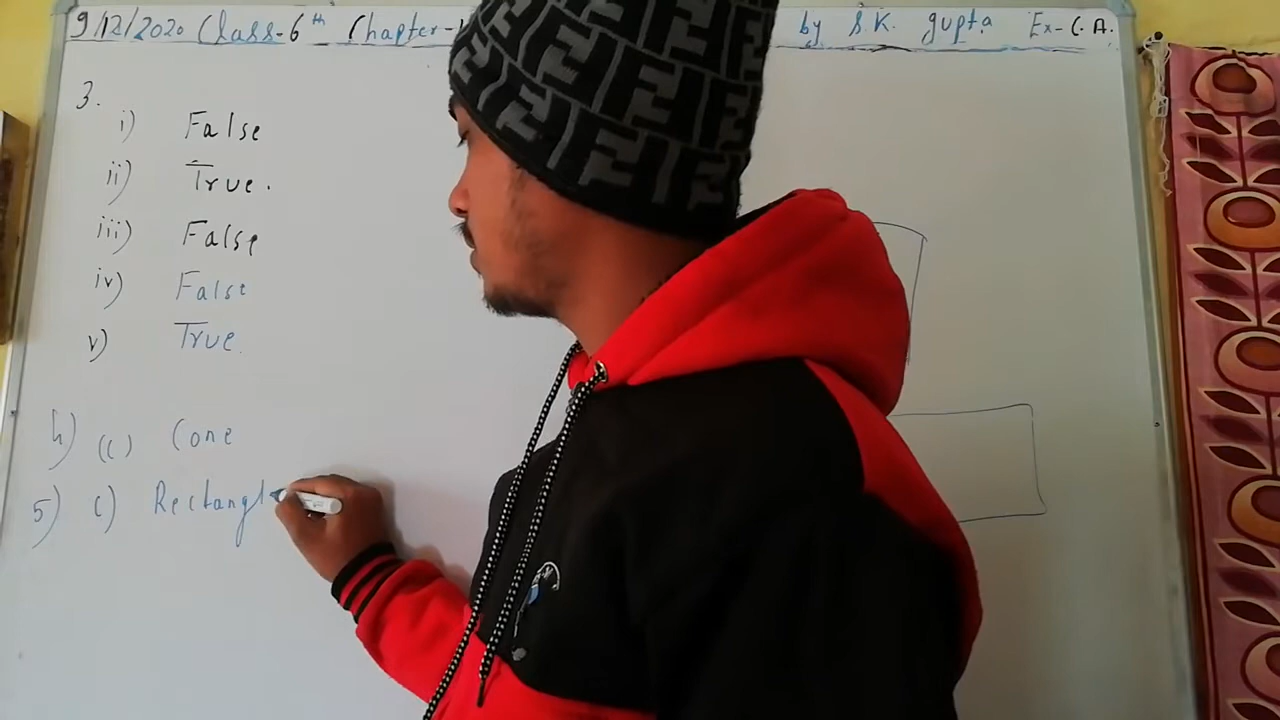 9/12/2020 Class-6th Chapter- by S.K. gupta Ex-C.A.
3.
i) False
ii) True.
iii) False
iv) False
v) True.
4) (c) Cone
5) c) Rectangle